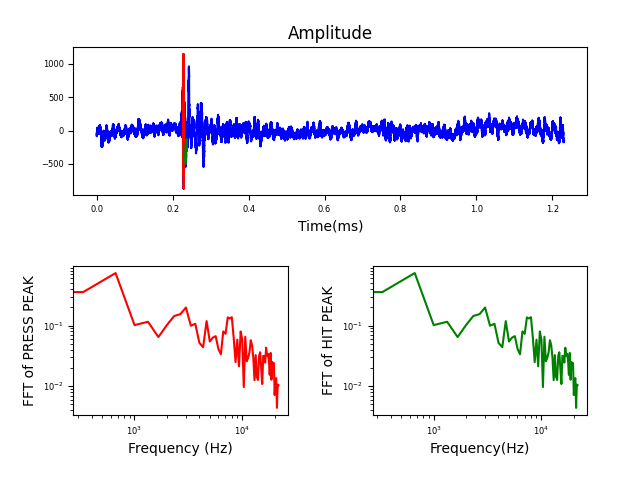 Amplitude
1000
500
0
−500
0.0 0.2 0.4 0.6 0.8 1.0 1.2
Time(ms)
FFT of PRESS PEAK
10⁻¹
10⁻²
10³ 10⁴
Frequency (Hz)
FFT of HIT PEAK
10⁻¹
10⁻²
10³ 10⁴
Frequency(Hz)